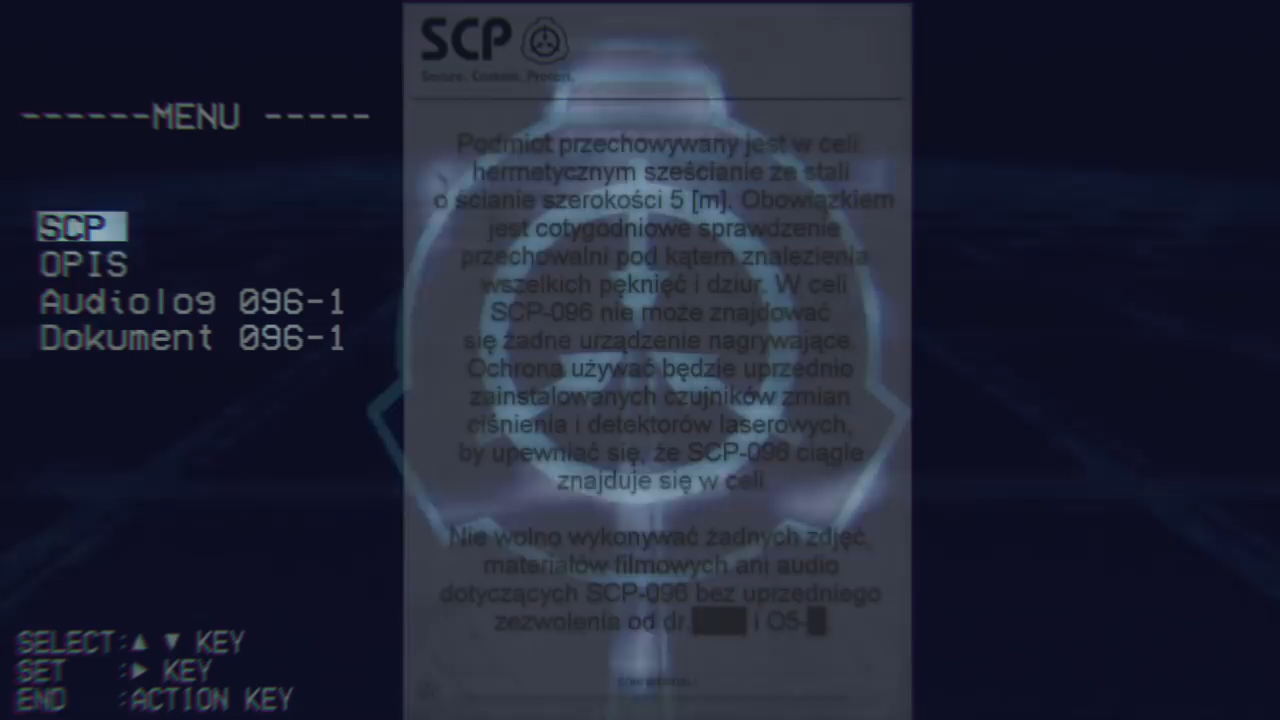 ------MENU -----
SCP
OPIS
Audiolog 096-1
Dokument 096-1
SELECT:▲ ▼ KEY
SET :► KEY
END :ACTION KEY
SCP
Secure. Contain. Protect.
Podmiot przechowywany jest w celi
hermetycznym sześcianie ze stali
o ścianie szerokości 5 [m]. Obowiązkiem
jest cotygodniowe sprawdzenie
przechowalni pod kątem znalezienia
wszelkich pęknięć i dziur. W celi
SCP-096 nie może znajdować
się żadne urządzenie nagrywające.
Ochrona używać będzie uprzednio
zainstalowanych czujników zmian
ciśnienia i detektorów laserowych,
by upewniać się, że SCP-096 ciągle
znajduje się w celi
Nie wolno wykonywać żadnych zdjęć,
materiałów filmowych ani audio
dotyczących SCP-096 bez uprzedniego
zezwolenia od dr. i O5-